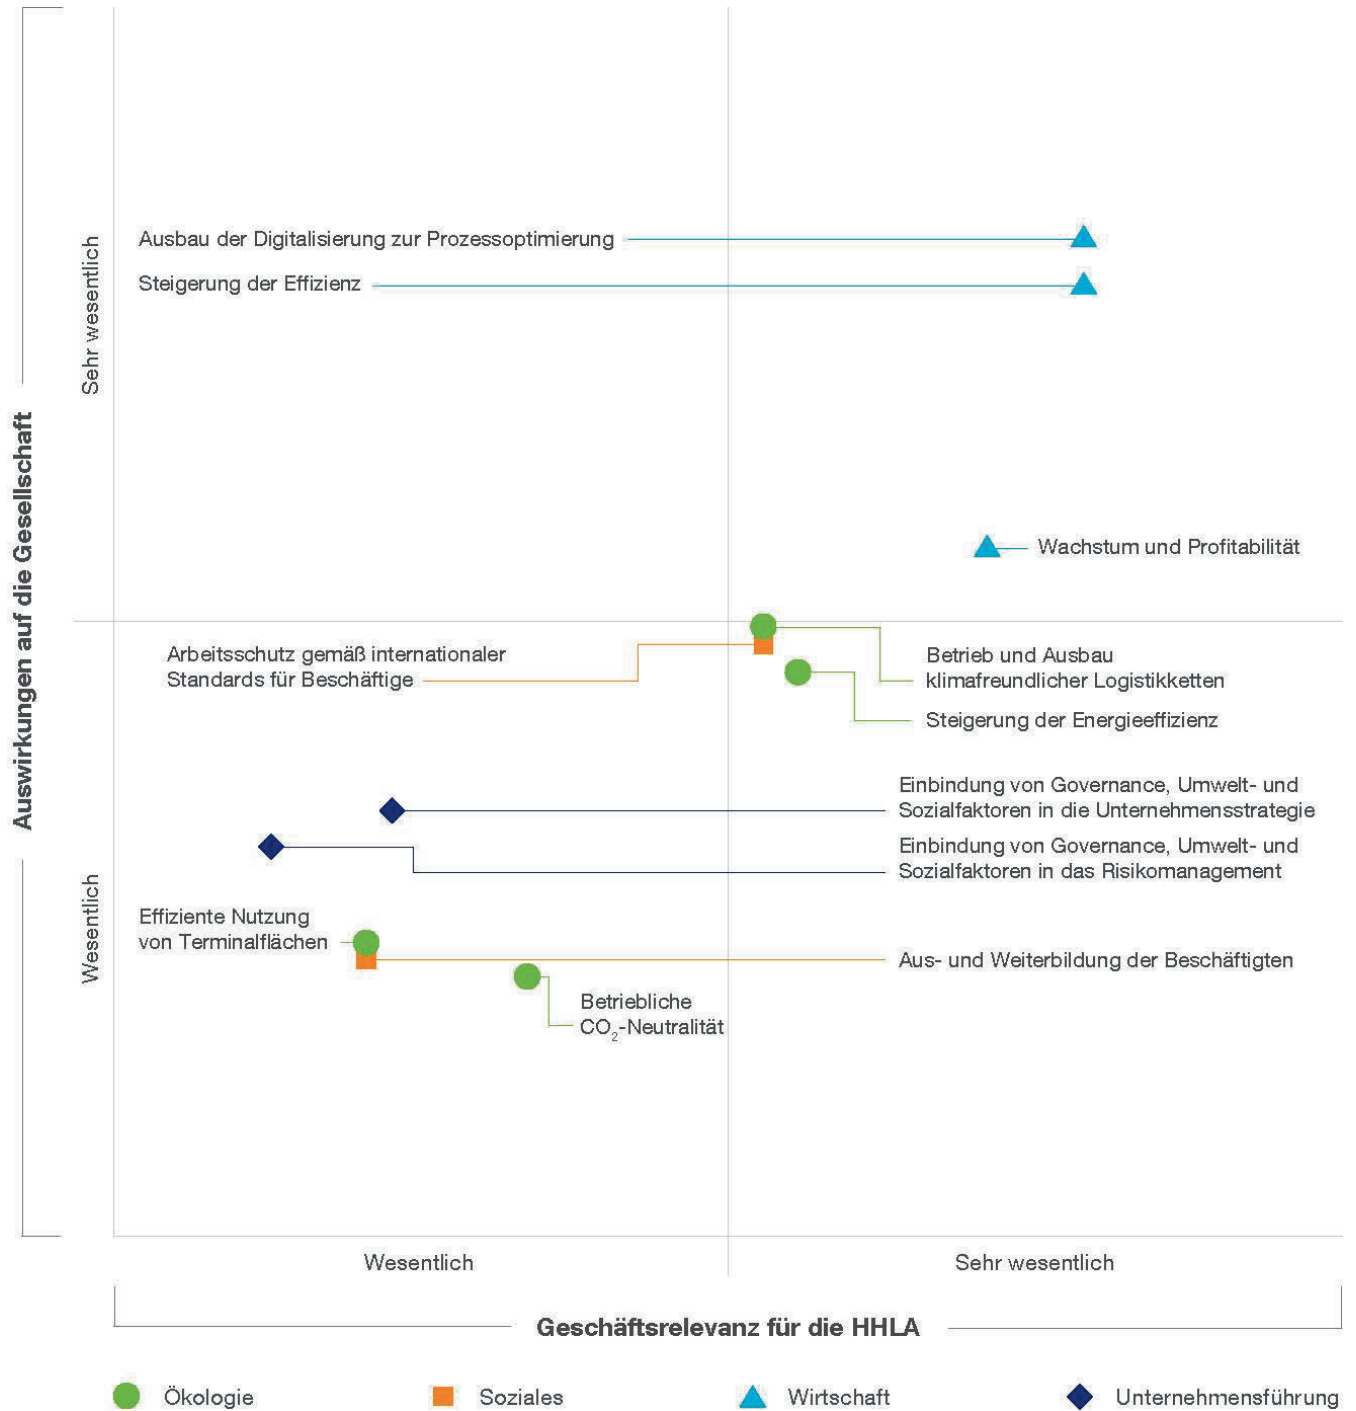 Auswirkungen auf die Gesellschaft
Sehr wesentlich
Wesentlich
Ausbau der Digitalisierung zur Prozessoptimierung
Steigerung der Effizienz
Wachstum und Profitabilität
Arbeitsschutz gemäß internationaler
Standards für Beschäftige
Betrieb und Ausbau
klimafreundlicher Logistikketten
Steigerung der Energieeffizienz
Einbindung von Governance, Umwelt- und
Sozialfaktoren in die Unternehmensstrategie
Einbindung von Governance, Umwelt- und
Sozialfaktoren in das Risikomanagement
Effiziente Nutzung
von Terminalflächen
Aus- und Weiterbildung der Beschäftigten
Betriebliche
CO₂-Neutralität
Wesentlich
Sehr wesentlich
Geschäftsrelevanz für die HHLA
Ökologie
Soziales
Wirtschaft
Unternehmensführung